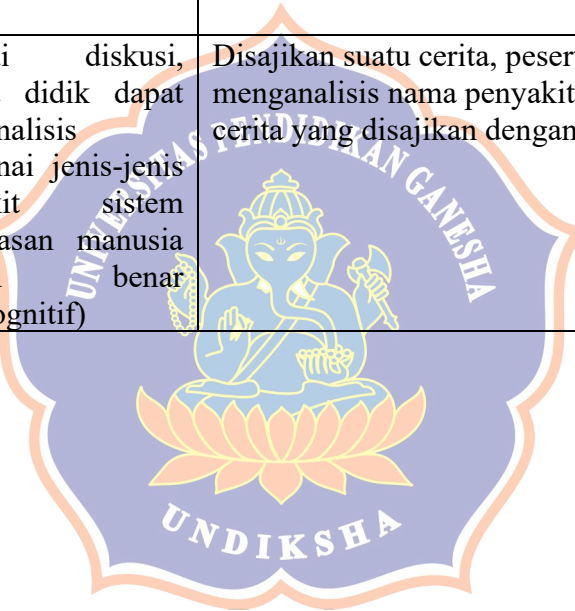 i diskusi,
didik dapat
nalisis
nai jenis-jenis
kit sistem
asan manusia
benar
ognitif)
Disajikan suatu cerita, peser
menganalisis nama penyakit
cerita yang disajikan dengan
UNIVERSITAS PENDIDIKAN GANESHA
UNDIKSHA